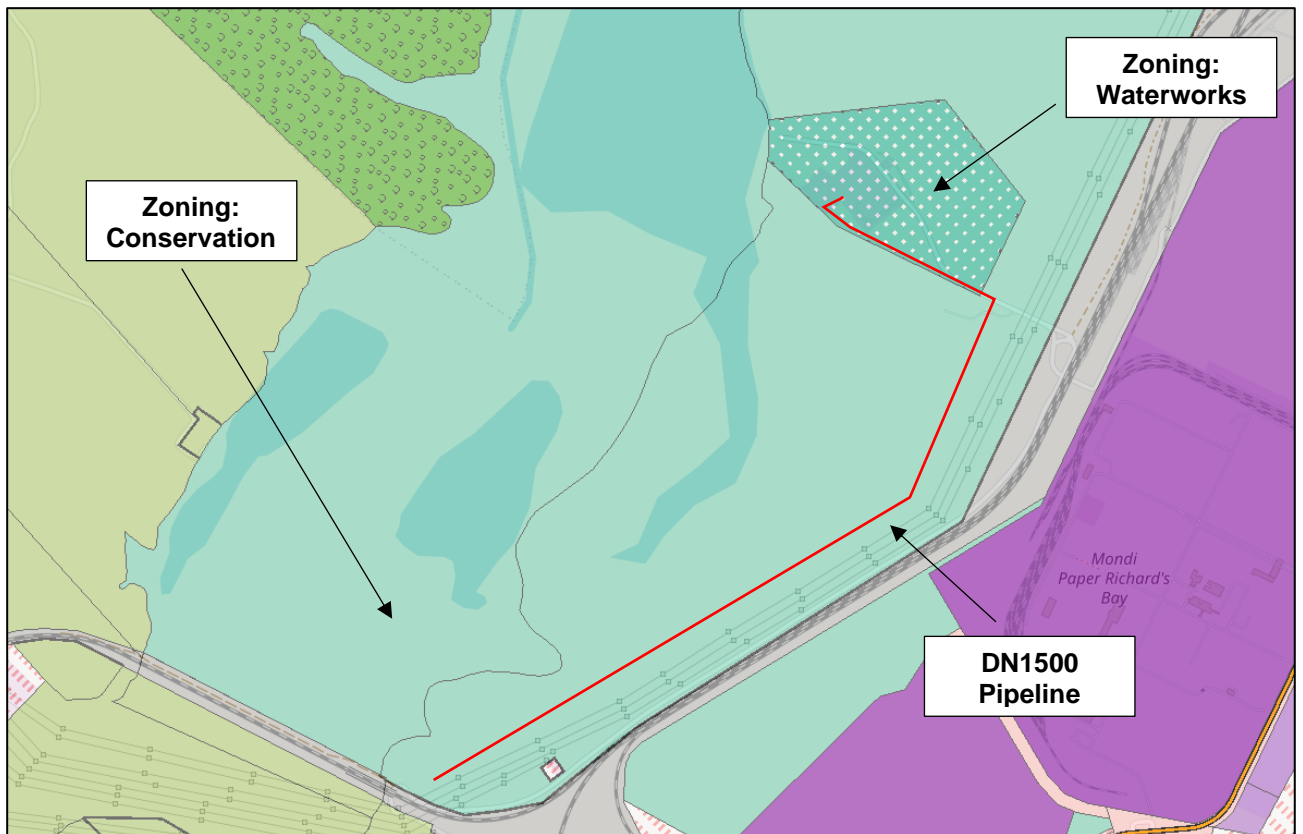 Zoning:
Waterworks
Zoning:
Conservation
Mondi
Paper Richard's
Bay
DN1500
Pipeline